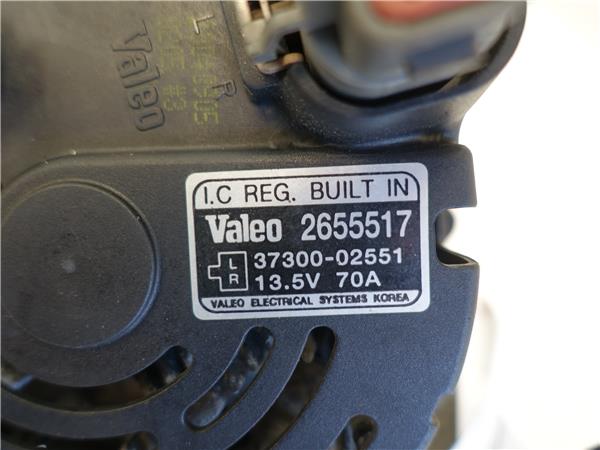 Valeo
I.C REG. BUILT IN
Valeo 2655517
L
R
37300-02551
13.5V 70A
VALEO ELECTRICAL SYSTEMS KOREA